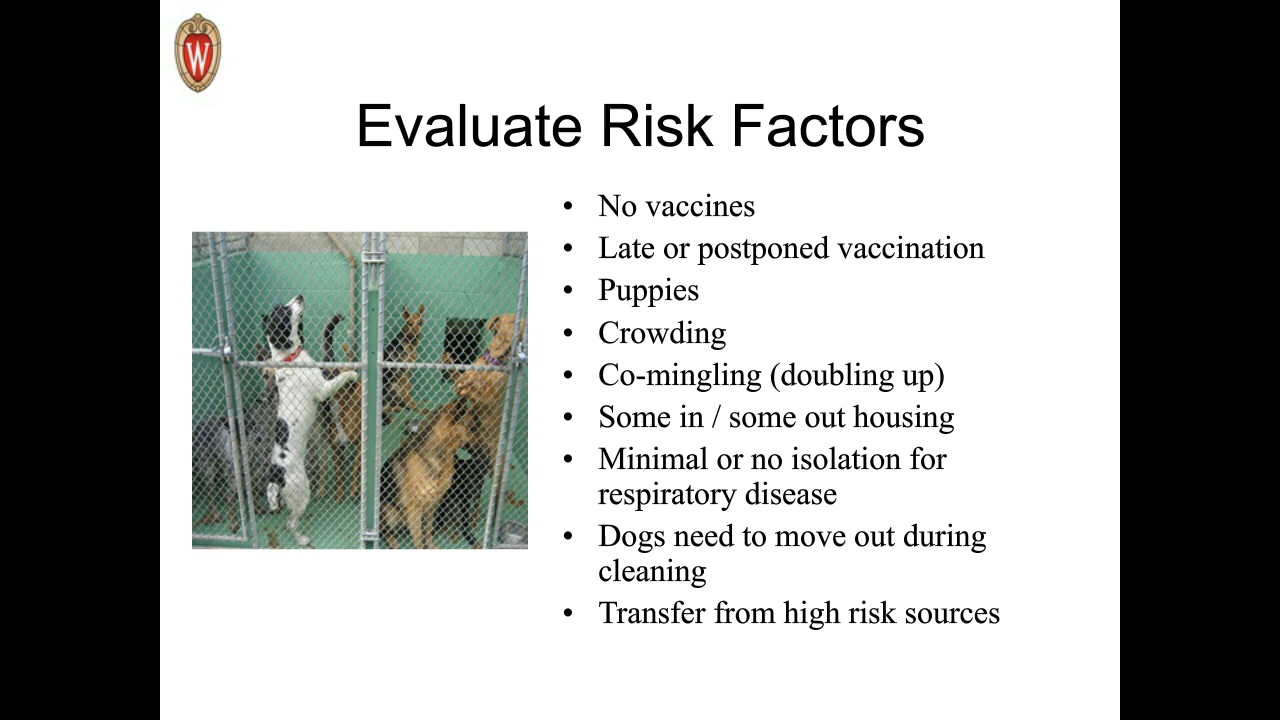 W
Evaluate Risk Factors
• No vaccines
• Late or postponed vaccination
• Puppies
• Crowding
• Co-mingling (doubling up)
• Some in / some out housing
• Minimal or no isolation for
respiratory disease
• Dogs need to move out during
cleaning
• Transfer from high risk sources